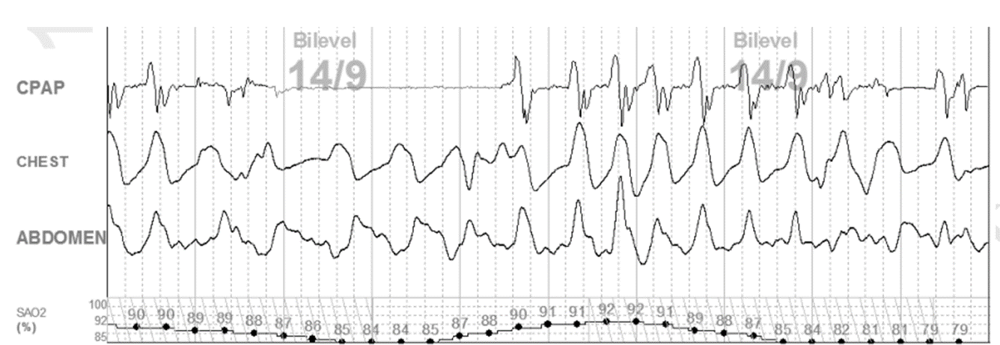 Bilevel Bilevel
14/9 14/9
CPAP
CHEST
ABDOMEN
SAO2
(%)
100
92
85
90 90 89 89 88 87 86 85 84 84 85 87 88 90 91 91 92 92 91 89 88 87 85 84 82 81 81 79 79